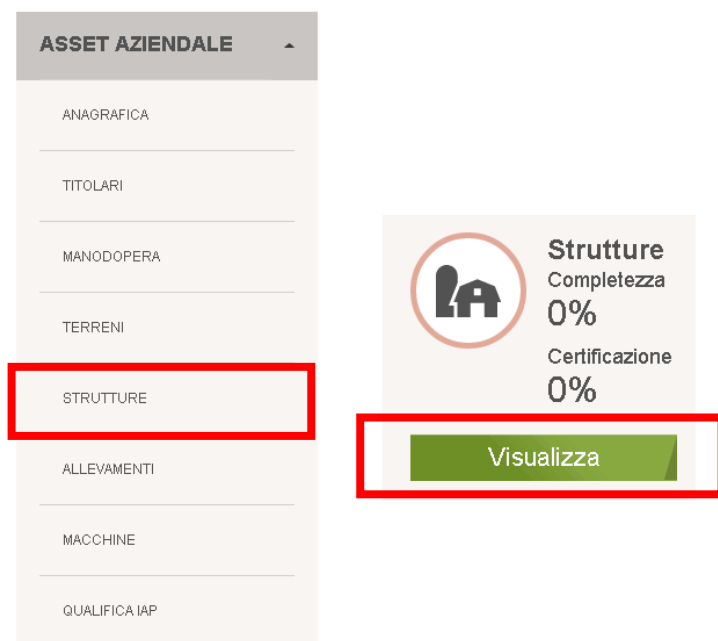 ASSET AZIENDALE
ANAGRAFICA
TITOLARI
MANODOPERA
TERRENI
STRUTTURE
ALLEVAMENTI
MACCHINE
QUALIFICA IAP
Strutture
Completezza
0%
Certificazione
0%
Visualizza